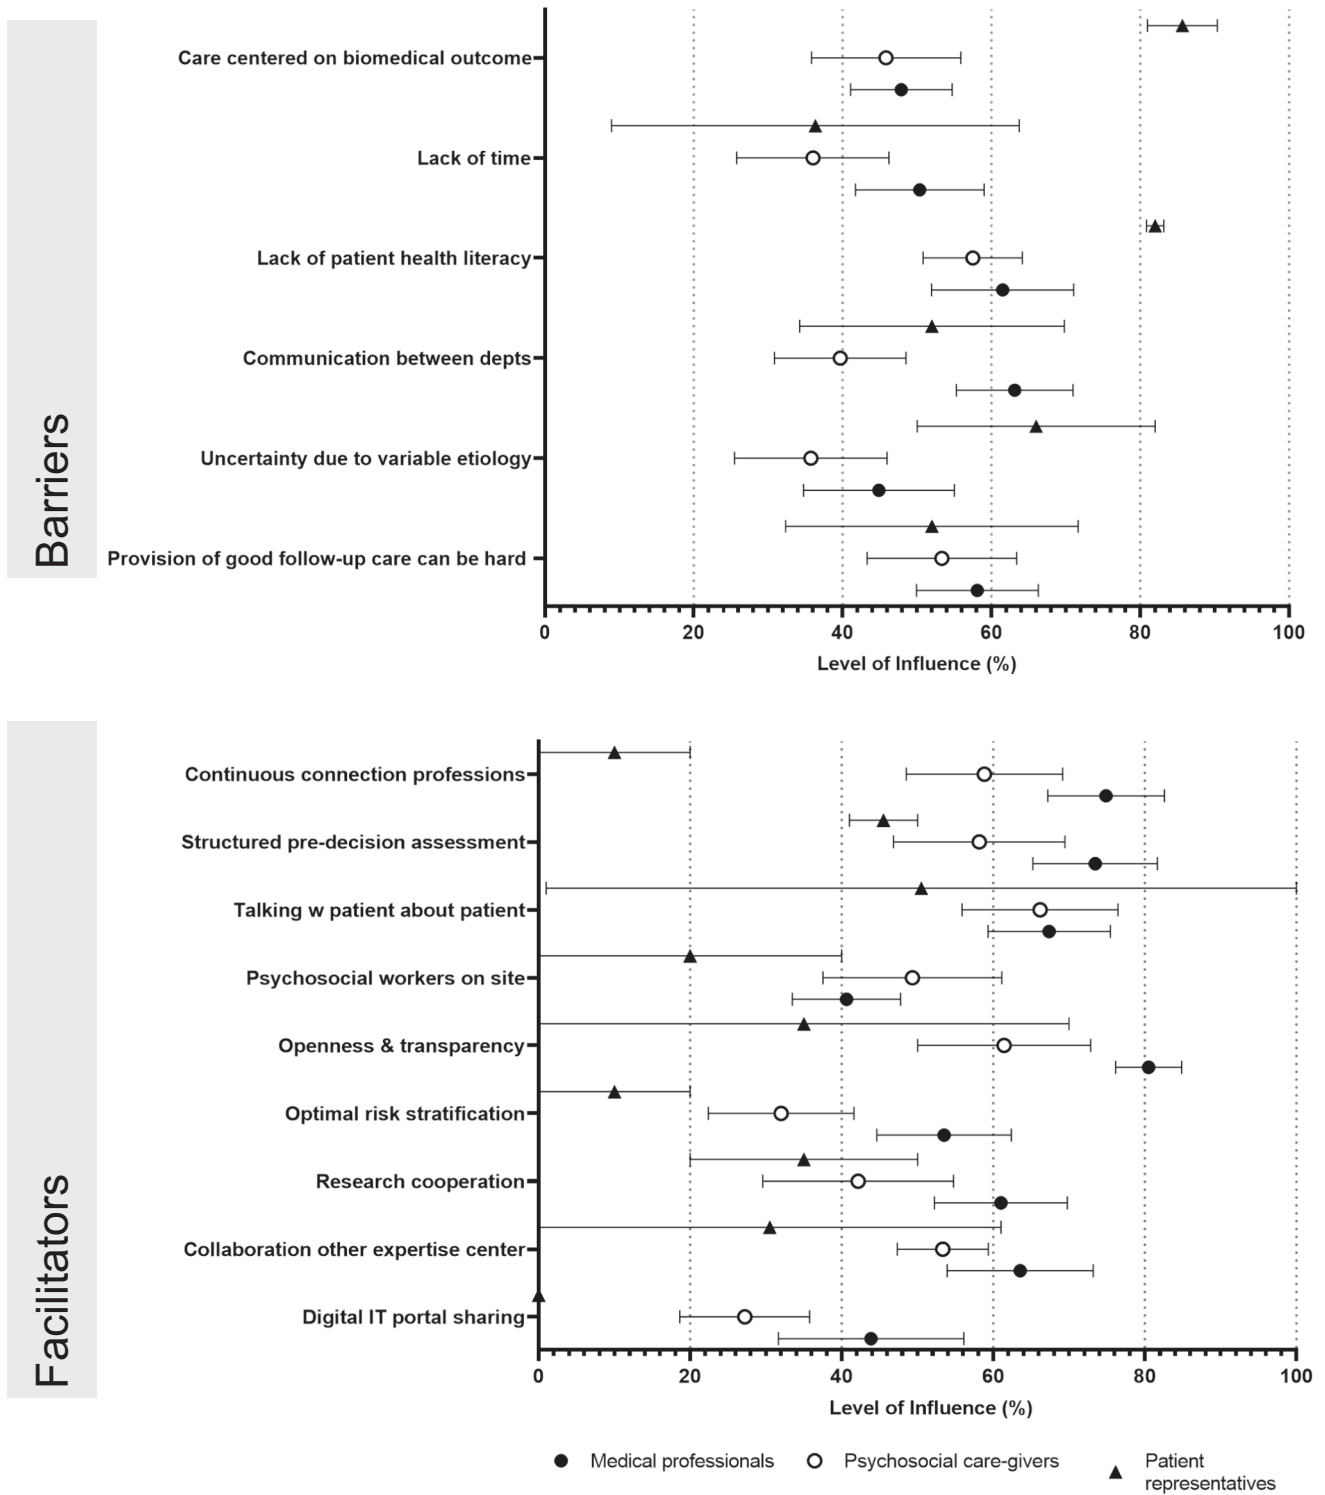 Barriers
Care centered on biomedical outcome
Lack of time
Lack of patient health literacy
Communication between depts
Uncertainty due to variable etiology
Provision of good follow-up care can be hard
0 20 40 60 80 100
Level of Influence (%)
Facilitators
Continuous connection professions
Structured pre-decision assessment
Talking w patient about patient
Psychosocial workers on site
Openness & transparency
Optimal risk stratification
Research cooperation
Collaboration other expertise center
Digital IT portal sharing
0 20 40 60 80 100
Level of Influence (%)
Medical professionals Psychosocial care-givers Patient
representatives